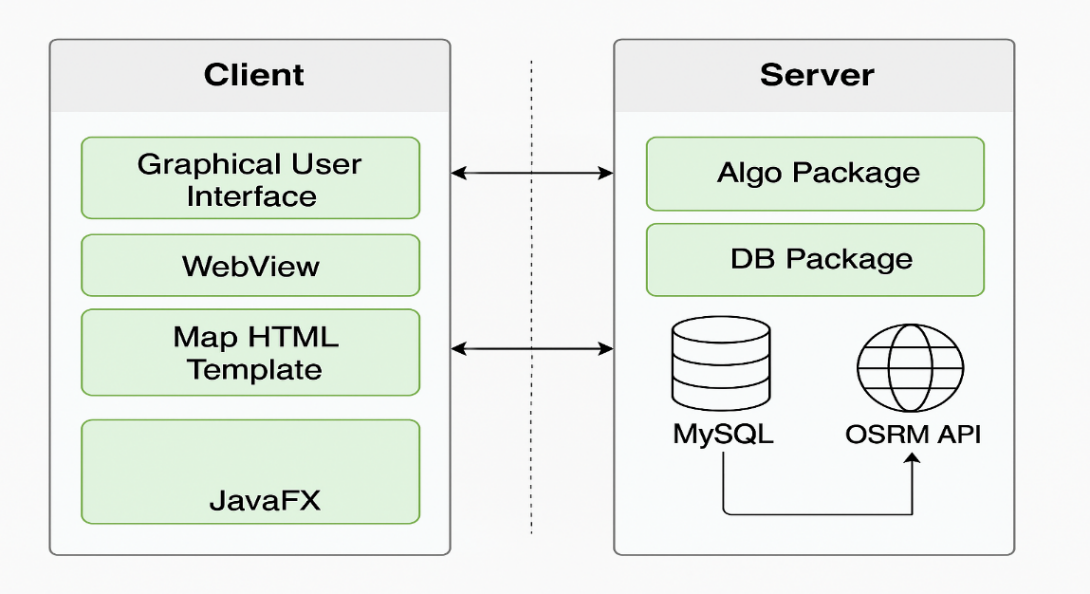 Client
Graphical User
Interface
WebView
Map HTML
Template
JavaFX
Server
Algo Package
DB Package
MySQL
OSRM API